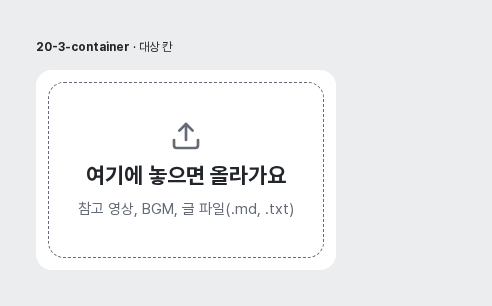 20-3-container · 대상 칸
여기에 놓으면 올라가요
참고 영상, BGM, 글 파일(.md, .txt)